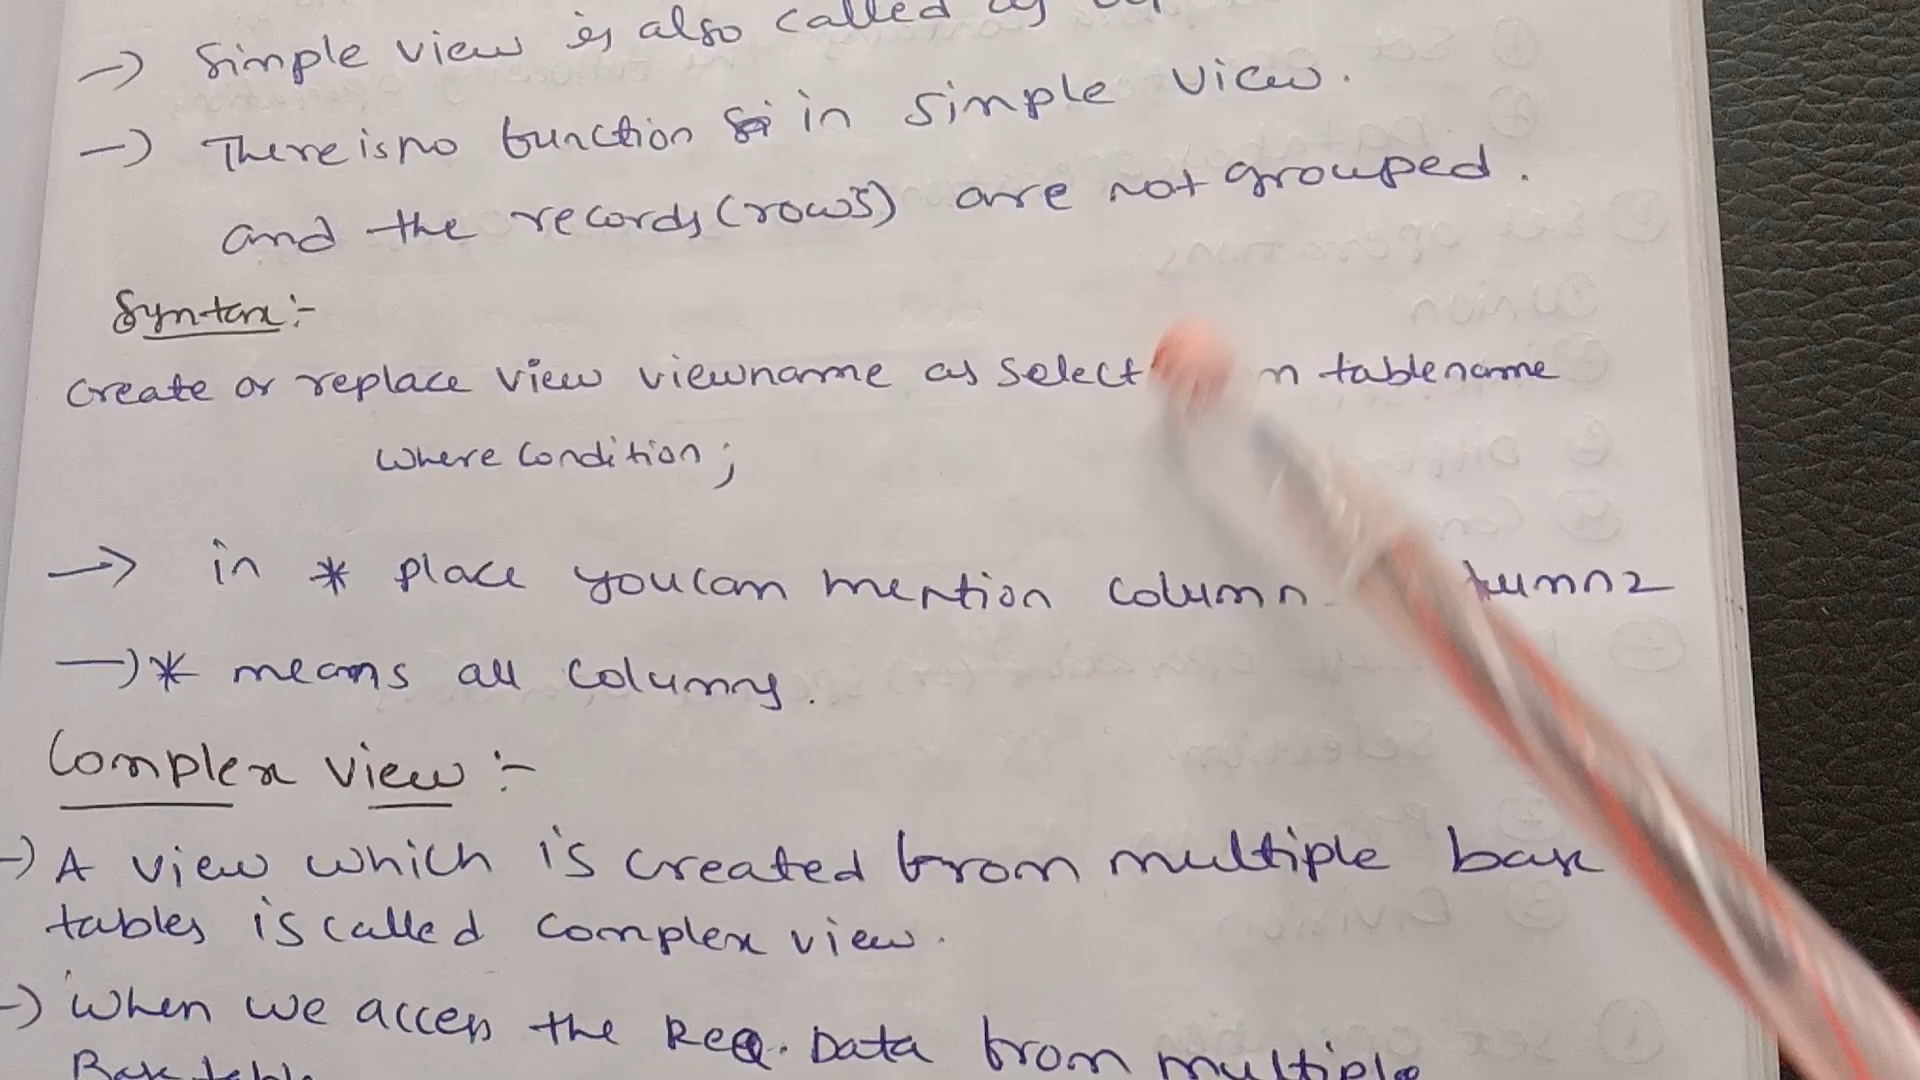 -> Simple view is also called as
-> There is no function in simple view.
and the records (rows) are not grouped.
Syntax:-
Create or replace view viewname as select tablename
where condition;
-> in * place you can mention column
-> * means all columns.
Complex view :-
-> A view which is created from multiple base
tables is called complex view.
-> When we access the Req. Data from multiple
Base table